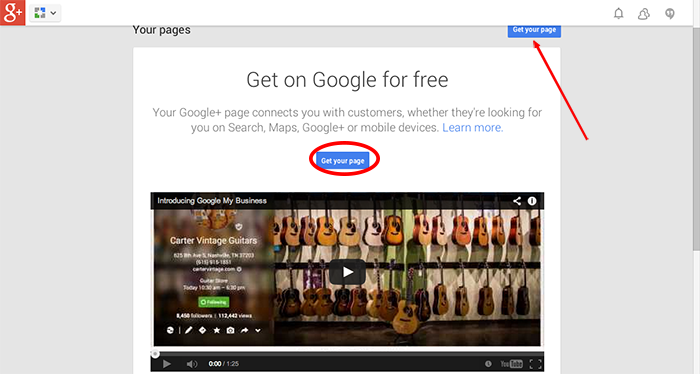 g+
Your pages
Get your page
Get on Google for free
Your Google+ page connects you with customers, whether they're looking for
you on Search, Maps, Google+ or mobile devices. Learn more.
Get your page
Introducing Google My Business
Carter Vintage Guitars
625 8th Ave S, Nashville, TN 37203
(615) 915-1851
cartervintage.com
Guitar Store
Today 10:30 am – 6:30 pm
Following
8,450 followers | 112,442 views
0:00 / 1:25
YouTube